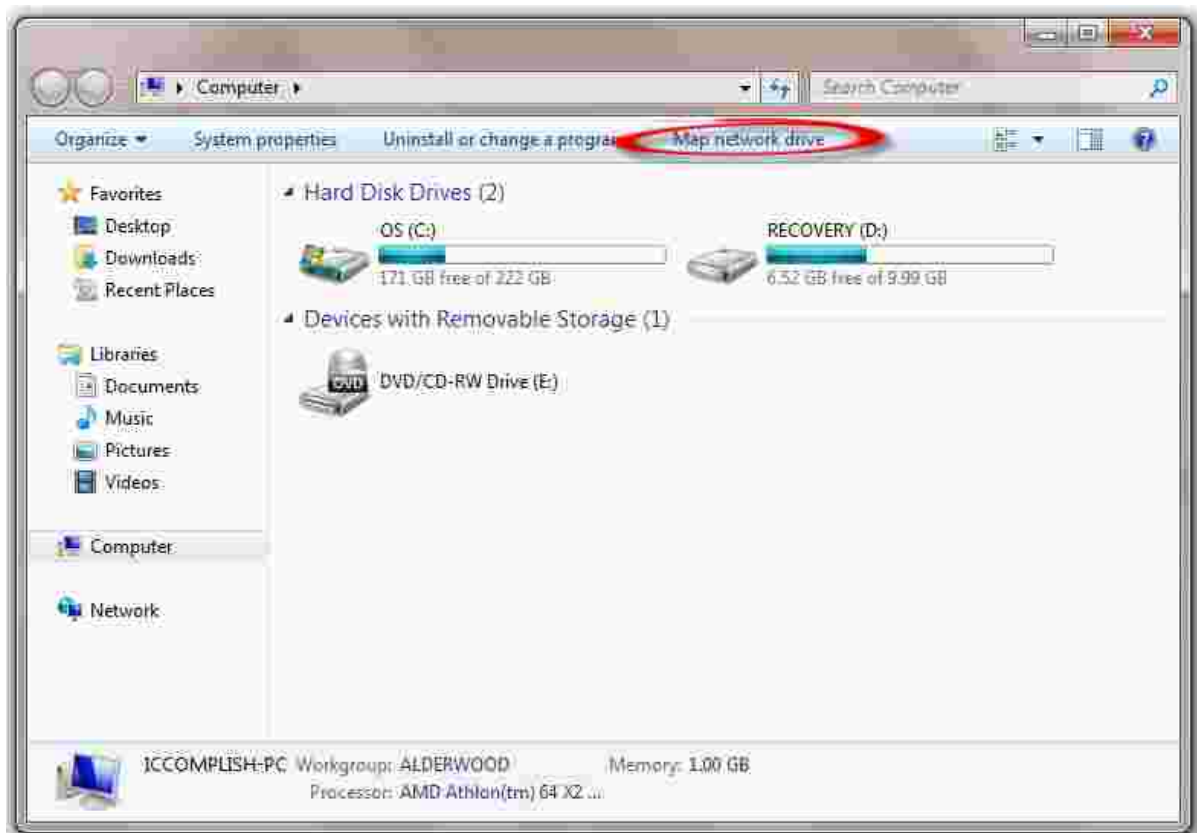 Computer
Search Computer
Organize
System properties
Uninstall or change a progra
Map network drive
Favorites
Desktop
Downloads
Recent Places
Libraries
Documents
Music
Pictures
Videos
Computer
Network
Hard Disk Drives (2)
OS (C:)
171 GB free of 222 GB
RECOVERY (D:)
6.52 GB free of 9.99 GB
Devices with Removable Storage (1)
DVD
DVD/CD-RW Drive (E:)
ICCOMPLISH-PC Workgroup: ALDERWOOD Memory: 1.00 GB
Processor: AMD Athlon(tm) 64 X2 ...